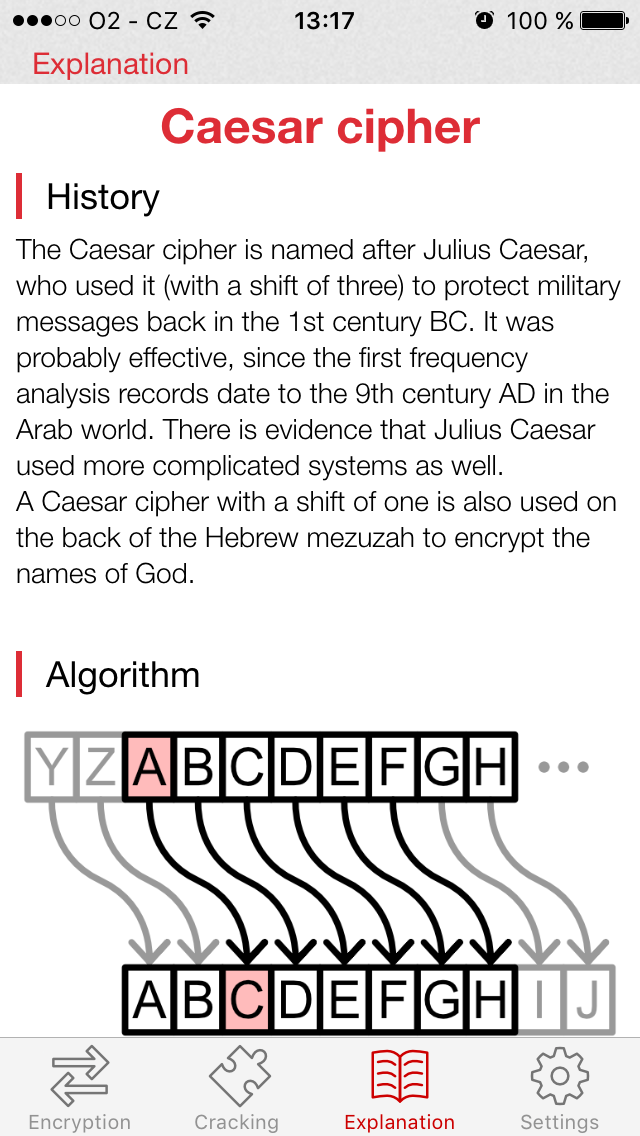 O2 - CZ 13:17 100 %
Explanation
Caesar cipher
History
The Caesar cipher is named after Julius Caesar,
who used it (with a shift of three) to protect military
messages back in the 1st century BC. It was
probably effective, since the first frequency
analysis records date to the 9th century AD in the
Arab world. There is evidence that Julius Caesar
used more complicated systems as well.
A Caesar cipher with a shift of one is also used on
the back of the Hebrew mezuzah to encrypt the
names of God.
Algorithm
Y Z A B C D E F G H ...
A B C D E F G H I J
Encryption Cracking Explanation Settings